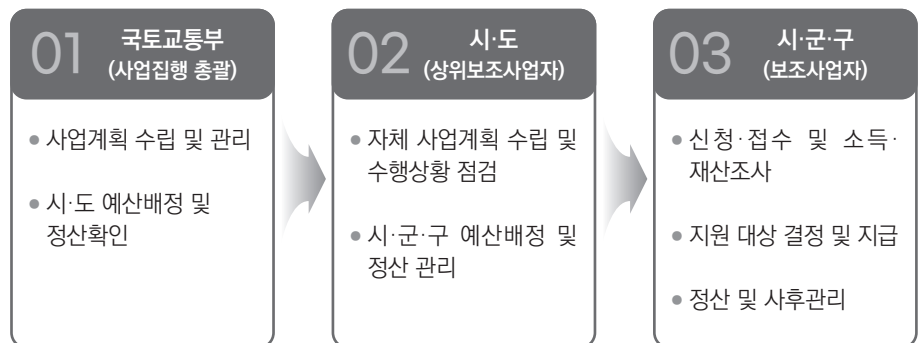 01 국토교통부
(사업집행 총괄)
• 사업계획 수립 및 관리
• 시·도 예산배정 및
정산확인
02 시·도
(상위보조사업자)
• 자체 사업계획 수립 및
수행상황 점검
• 시·군·구 예산배정 및
정산 관리
03 시·군·구
(보조사업자)
• 신청·접수 및 소득·
재산조사
• 지원 대상 결정 및 지급
• 정산 및 사후관리